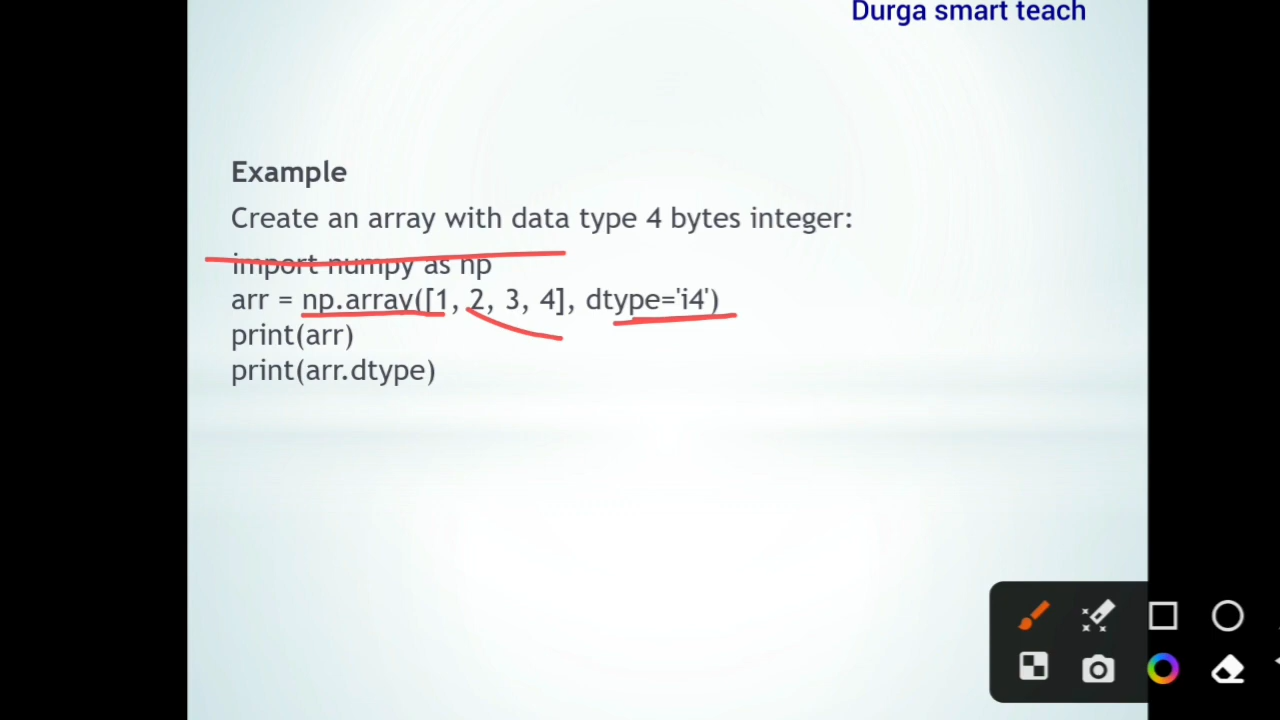 Durga smart teach
Example
Create an array with data type 4 bytes integer:
import numpy as np
arr = np.array([1, 2, 3, 4], dtype='i4')
print(arr)
print(arr.dtype)